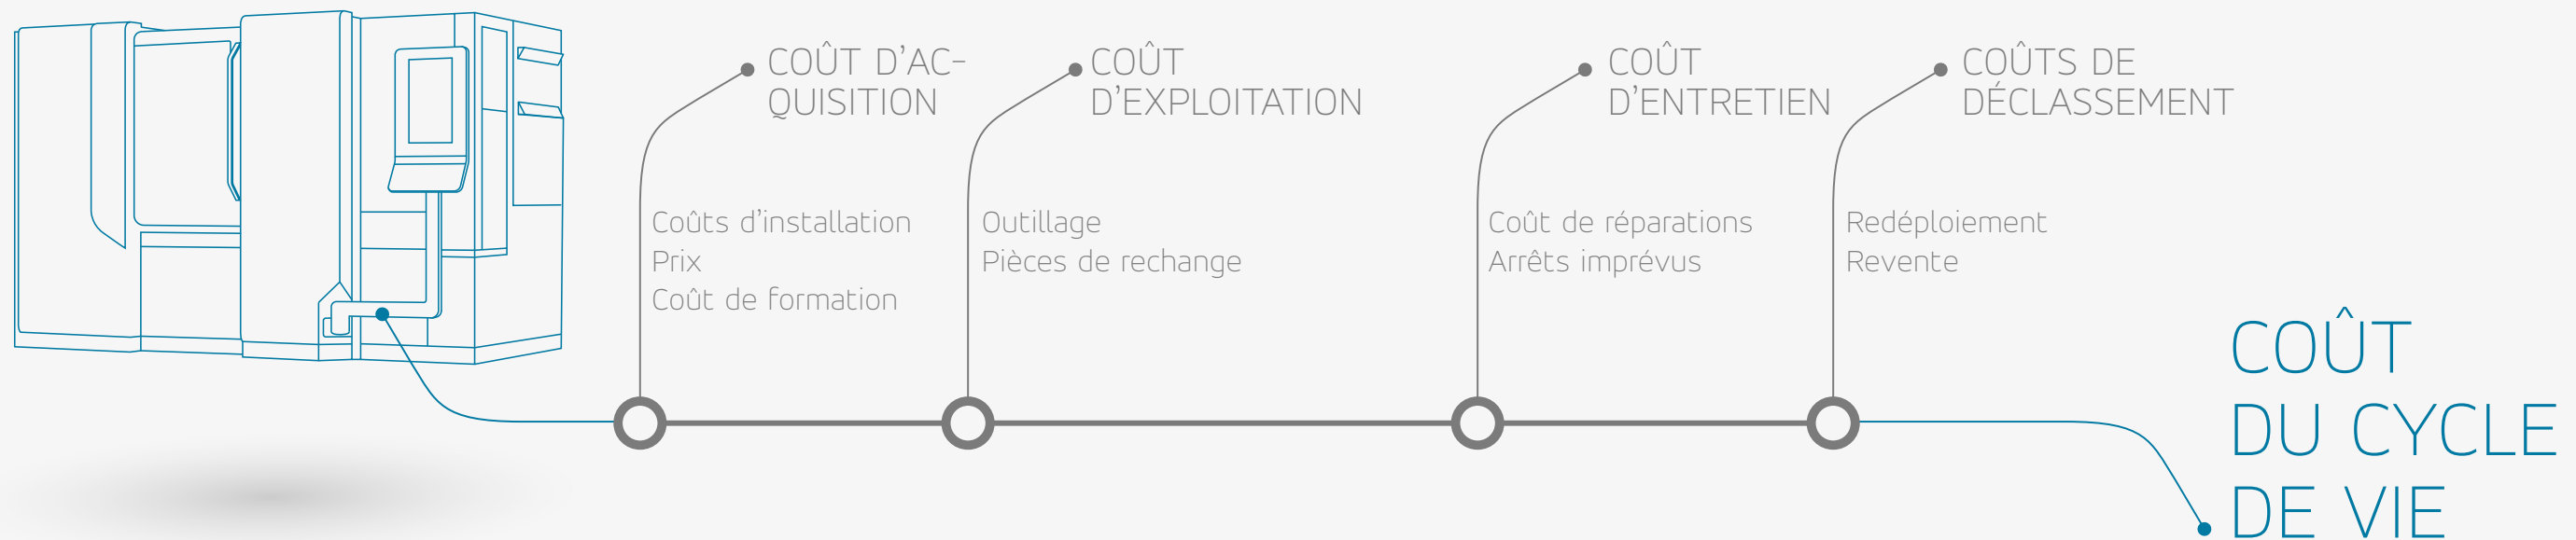 COÛT D’AC-
QUISITION
Coûts d’installation
Prix
Coût de formation
COÛT
D’EXPLOITATION
Outillage
Pièces de rechange
COÛT
D’ENTRETIEN
Coût de réparations
Arrêts imprévus
COÛTS DE
DÉCLASSEMENT
Redéploiement
Revente
COÛT
DU CYCLE
DE VIE